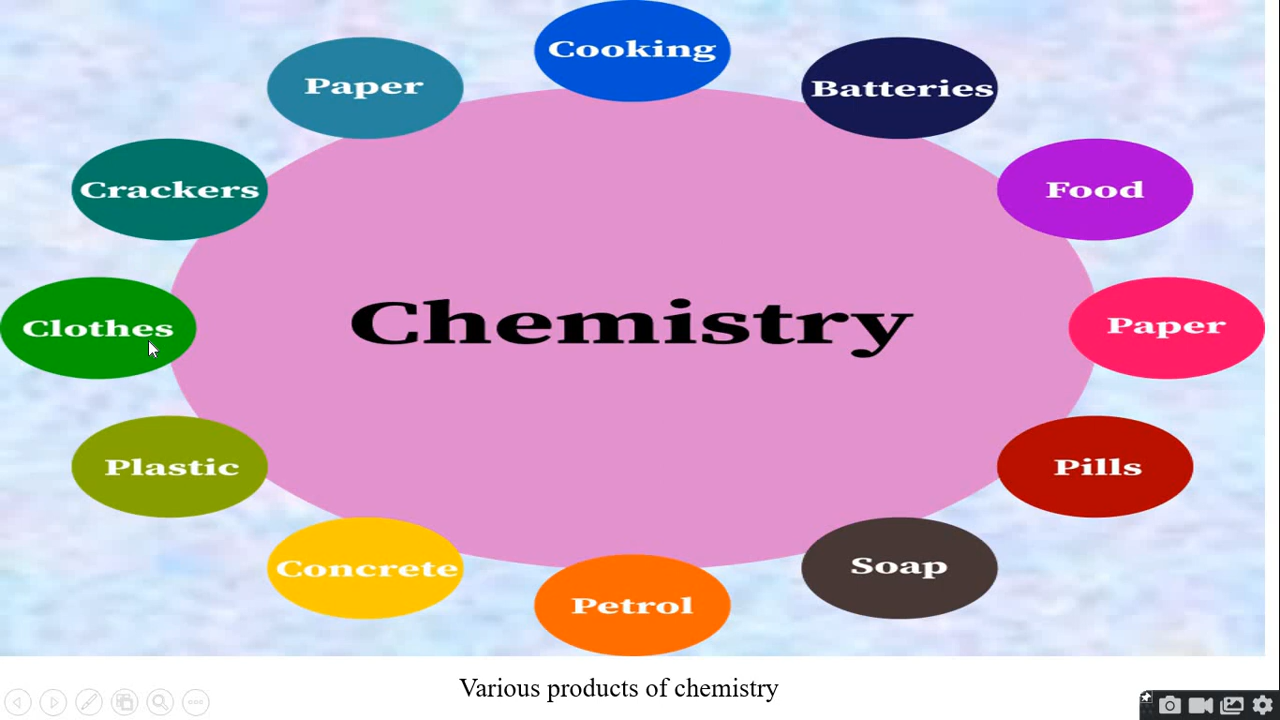 Cooking
Paper
Batteries
Crackers
Food
Clothes
Chemistry
Paper
Plastic
Pills
Concrete
Soap
Petrol
Various products of chemistry